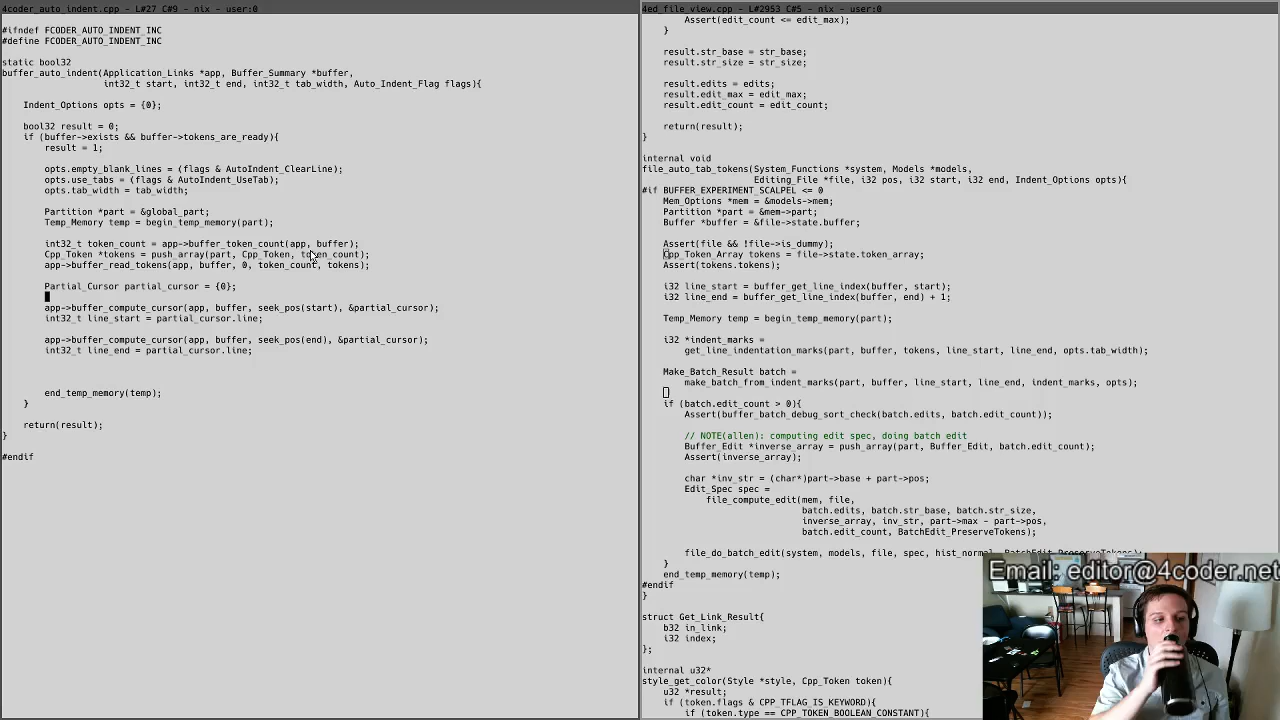 4coder_auto_indent.cpp - L#27 C#9 - nix - user:0
#ifndef FCODER_AUTO_INDENT_INC
#define FCODER_AUTO_INDENT_INC
static bool32
buffer_auto_indent(Application_Links *app, Buffer_Summary *buffer,
int32_t start, int32_t end, int32_t tab_width, Auto_Indent_Flag flags){
Indent_Options opts = {0};
bool32 result = 0;
if (buffer->exists && buffer->tokens_are_ready){
result = 1;
opts.empty_blank_lines = (flags & AutoIndent_ClearLine);
opts.use_tabs = (flags & AutoIndent_UseTab);
opts.tab_width = tab_width;
Partition *part = &global_part;
Temp_Memory temp = begin_temp_memory(part);
int32_t token_count = app->buffer_token_count(app, buffer);
Cpp_Token *tokens = push_array(part, Cpp_Token, token_count);
app->buffer_read_tokens(app, buffer, 0, token_count, tokens);
Partial_Cursor partial_cursor = {0};
app->buffer_compute_cursor(app, buffer, seek_pos(start), &partial_cursor);
int32_t line_start = partial_cursor.line;
app->buffer_compute_cursor(app, buffer, seek_pos(end), &partial_cursor);
int32_t line_end = partial_cursor.line;
end_temp_memory(temp);
}
return(result);
}
#endif
4ed_file_view.cpp - L#2953 C#5 - nix - user:0
Assert(edit_count <= edit_max);
}
result.str_base = str_base;
result.str_size = str_size;
result.edits = edits;
result.edit_max = edit_max;
result.edit_count = edit_count;
return(result);
}
internal void
file_auto_tab_tokens(System_Functions *system, Models *models,
Editing_File *file, i32 pos, i32 start, i32 end, Indent_Options opts){
#if BUFFER_EXPERIMENT_SCALPEL <= 0
Mem_Options *mem = &models->mem;
Partition *part = &mem->part;
Buffer *buffer = &file->state.buffer;
Assert(file && !file->is_dummy);
Cpp_Token_Array tokens = file->state.token_array;
Assert(tokens.tokens);
i32 line_start = buffer_get_line_index(buffer, start);
i32 line_end = buffer_get_line_index(buffer, end) + 1;
Temp_Memory temp = begin_temp_memory(part);
i32 *indent_marks =
get_line_indentation_marks(part, buffer, tokens, line_start, line_end, opts.tab_width);
Make_Batch_Result batch =
make_batch_from_indent_marks(part, buffer, line_start, line_end, indent_marks, opts);
if (batch.edit_count > 0){
Assert(buffer_batch_debug_sort_check(batch.edits, batch.edit_count));
// NOTE(allen): computing edit spec, doing batch edit
Buffer_Edit *inverse_array = push_array(part, Buffer_Edit, batch.edit_count);
Assert(inverse_array);
char *inv_str = (char*)part->base + part->pos;
Edit_Spec spec =
file_compute_edit(mem, file,
batch.edits, batch.str_base, batch.str_size,
inverse_array, inv_str, part->max - part->pos,
batch.edit_count, BatchEdit_PreserveTokens);
file_do_batch_edit(system, models, file, spec, hist_normal, BatchEdit_PreserveTokens);
}
end_temp_memory(temp);
#endif
}
struct Get_Link_Result{
b32 in_link;
i32 index;
};
internal u32*
style_get_color(Style *style, Cpp_Token token){
u32 *result;
if (token.flags & CPP_TFLAG_IS_KEYWORD){
if (token.type == CPP_TOKEN_BOOLEAN_CONSTANT){
Email: editor@4coder.net